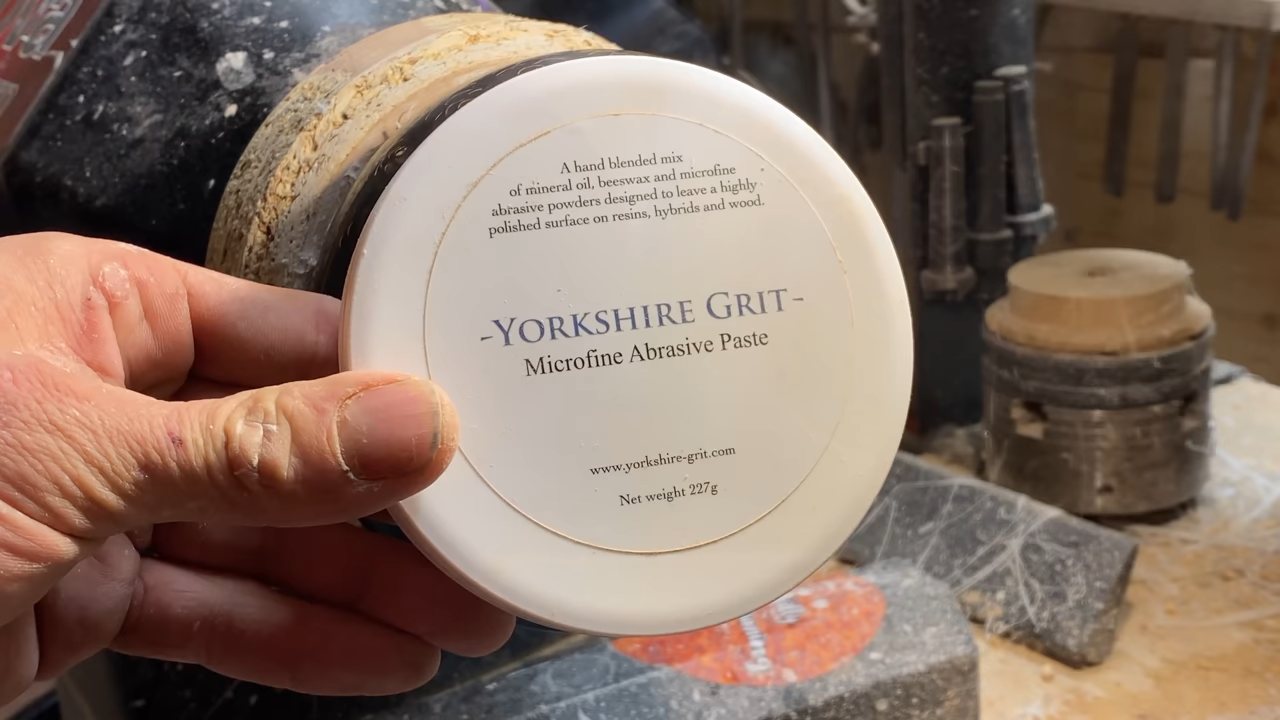 A hand blended mix
of mineral oil, beeswax and microfine
abrasive powders designed to leave a highly
polished surface on resins, hybrids and wood.
-YORKSHIRE GRIT-
Microfine Abrasive Paste
www.yorkshire-grit.com
Net weight 227g